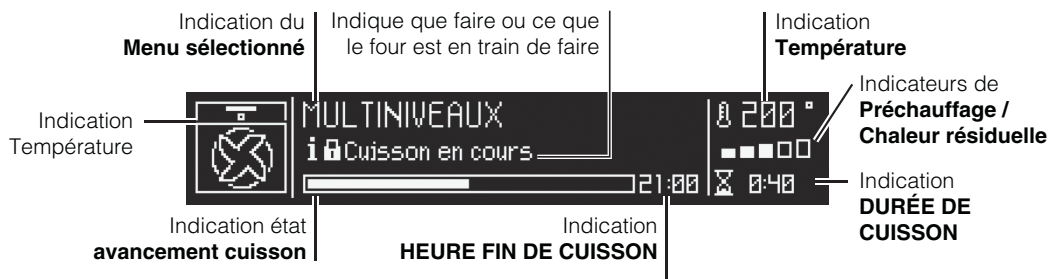 Indication du
Menu sélectionné
Indique que faire ou ce que
le four est en train de faire
Indication
Température
Indication
Température
MULTINIVEAUX
i Cuisson en cours
21:00
200°
0:40
Indicateurs de
Préchauffage /
Chaleur résiduelle
Indication
DURÉE DE
CUISSON
Indication état
avancement cuisson
Indication
HEURE FIN DE CUISSON